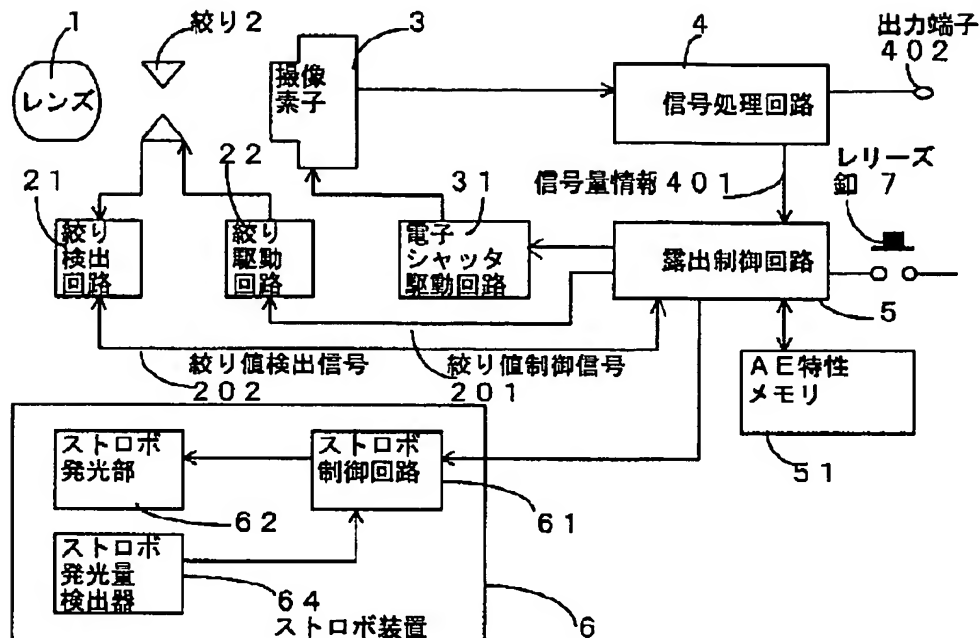 1
絞り2
3
4
出力端子
402
レンズ
撮像
素子
信号処理回路
22
31
信号量情報401
レリーズ
釦 7
21
絞り
検出
回路
絞り
駆動
回路
電子
シャッタ
駆動回路
露出制御回路
5
絞り値検出信号
202
絞り値制御信号
201
AE特性
メモリ
51
ストロボ
発光部
ストロボ
制御回路
62
61
ストロボ
発光量
検出器
64
ストロボ装置
6